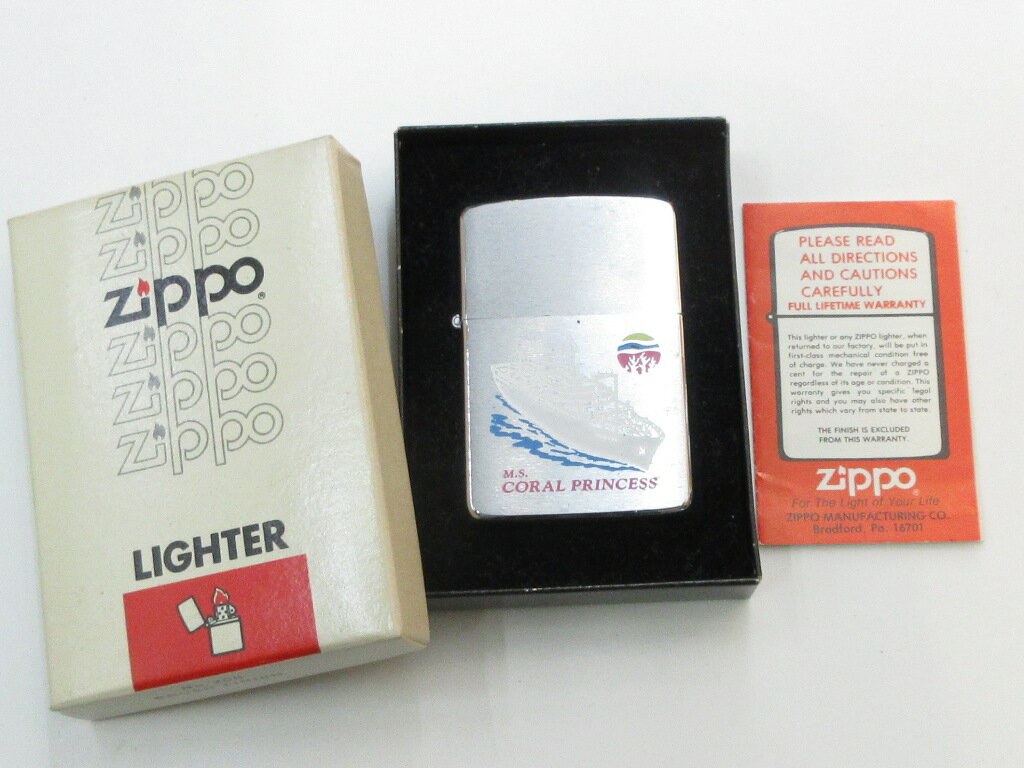 zippo
zippo
zippo
zippo
zippo
zippo
LIGHTER
M.S.
CORAL PRINCESS
PLEASE READ
ALL DIRECTIONS
AND CAUTIONS
CAREFULLY
FULL LIFETIME WARRANTY
This lighter or any ZIPPO lighter, when
returned to our factory, will be put in
first-class mechanical condition free
of charge. We have never charged a
cent for the repair of a ZIPPO
regardless of its age or condition. This
warranty gives you specific legal
rights and you may also have other
rights which vary from state to state.
THE FINISH IS EXCLUDED
FROM THIS WARRANTY.
zippo
For The Light of Your Life
ZIPPO MANUFACTURING CO.
Bradford, Pa. 16701